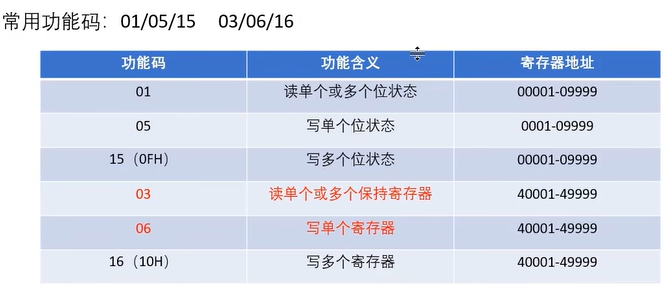 常用功能码：01/05/15 03/06/16
功能码 功能含义 寄存器地址
01 读单个或多个位状态 00001-09999
05 写单个位状态 0001-09999
15（0FH） 写多个位状态 00001-09999
03 读单个或多个保持寄存器 40001-49999
06 写单个寄存器 40001-49999
16（10H） 写多个寄存器 40001-49999